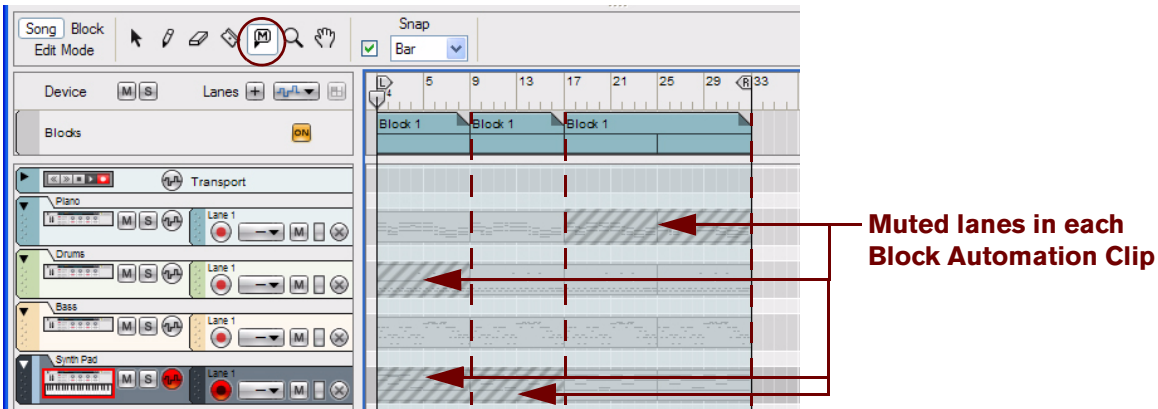 Song Block
Edit Mode
M
Snap
Bar
Device M S Lanes +
L 5 9 13 17 21 25 29 R 33
4
Blocks ON
Block 1 Block 1 Block 1
Transport
Piano
M S Lane 1
M
Drums
M S Lane 1
M
Bass
M S Lane 1
M
Synth Pad
M S Lane 1
M
Muted lanes in each
Block Automation Clip